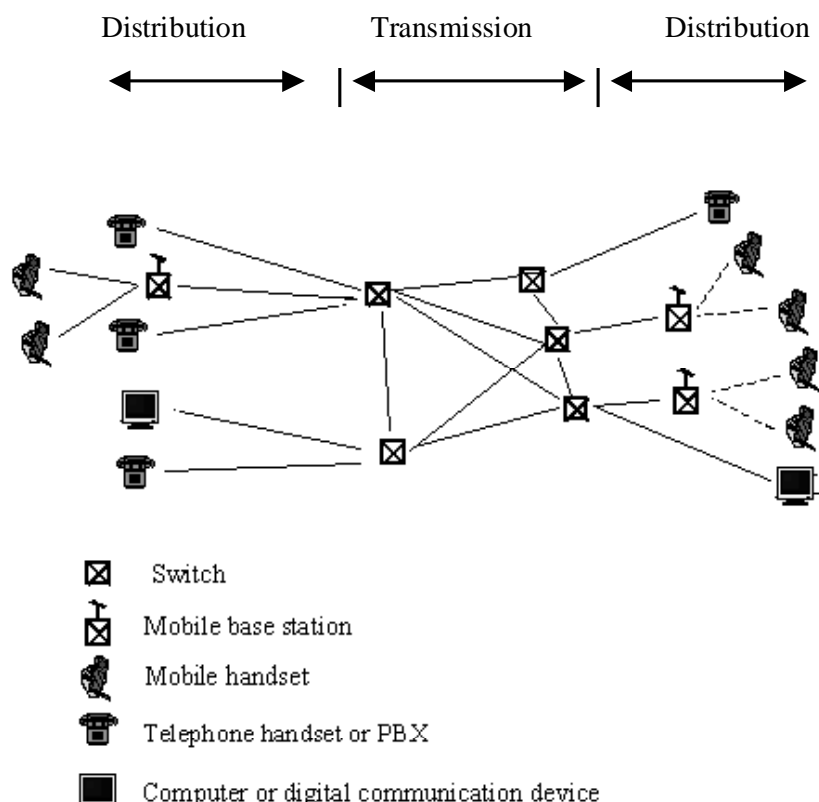 Distribution Transmission Distribution
Switch
Mobile base station
Mobile handset
Telephone handset or PBX
Computer or digital communication device